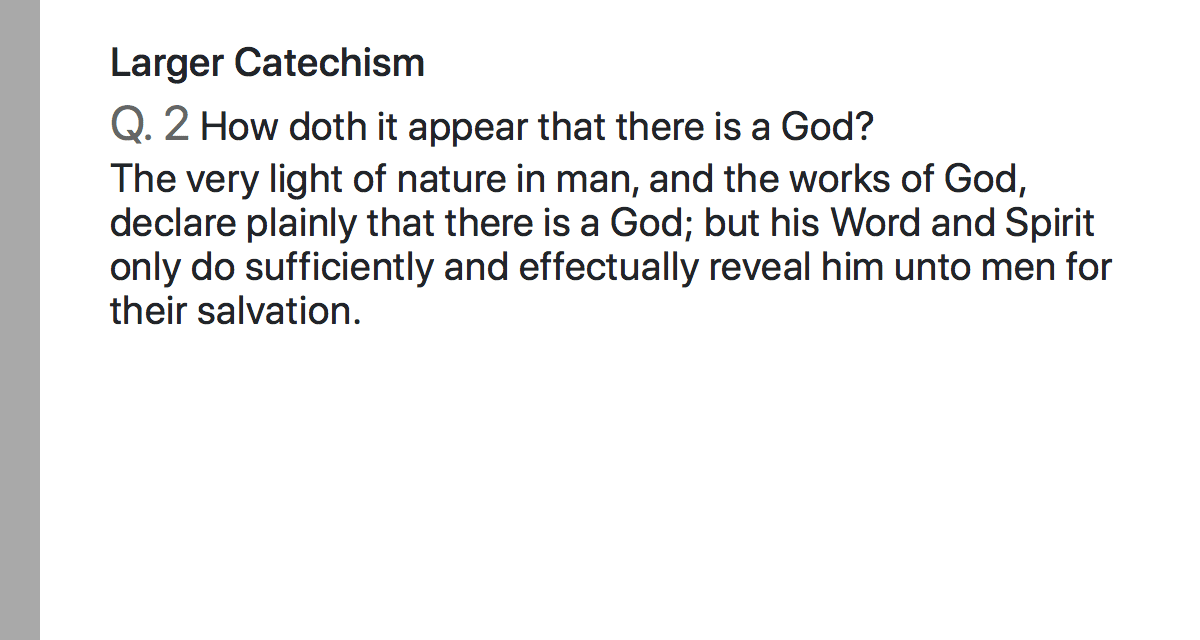 Larger Catechism
Q. 2 How doth it appear that there is a God?
The very light of nature in man, and the works of God,
declare plainly that there is a God; but his Word and Spirit
only do sufficiently and effectually reveal him unto men for
their salvation.